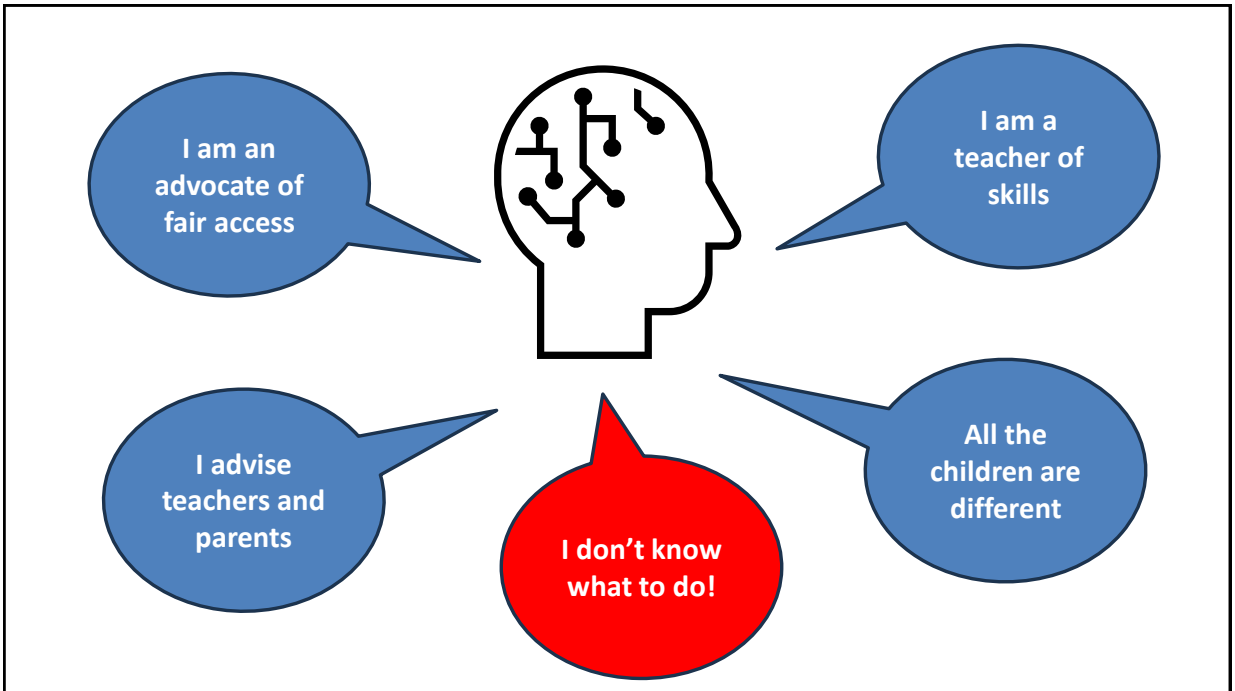 I am an
advocate of
fair access
I am a
teacher of
skills
I advise
teachers and
parents
I don’t know
what to do!
All the
children are
different